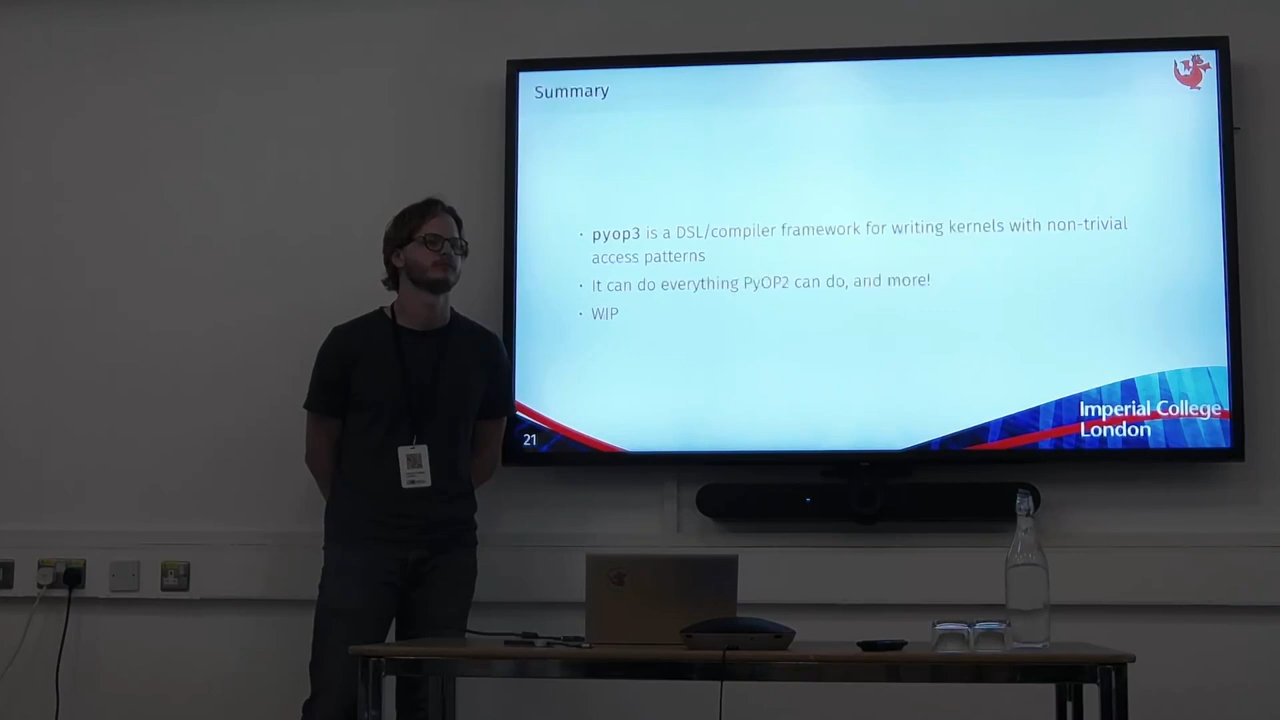 Summary
· pyop3 is a DSL/compiler framework for writing kernels with non-trivial
access patterns
· It can do everything PyOP2 can do, and more!
· WIP
21
Imperial College
London